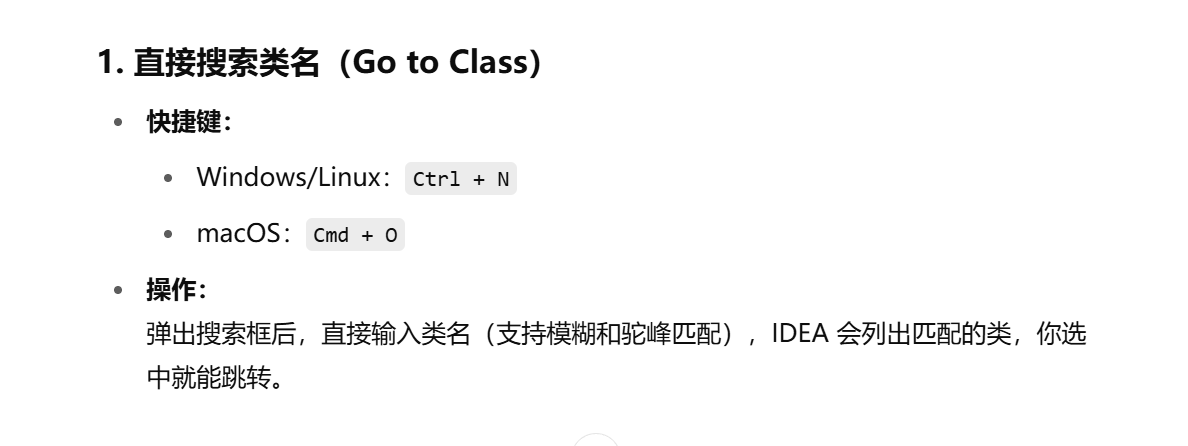 1. 直接搜索类名（Go to Class）
快捷键：
Windows/Linux：Ctrl + N
macOS：Cmd + O
操作：
弹出搜索框后，直接输入类名（支持模糊和驼峰匹配），IDEA 会列出匹配的类，你选
中就能跳转。